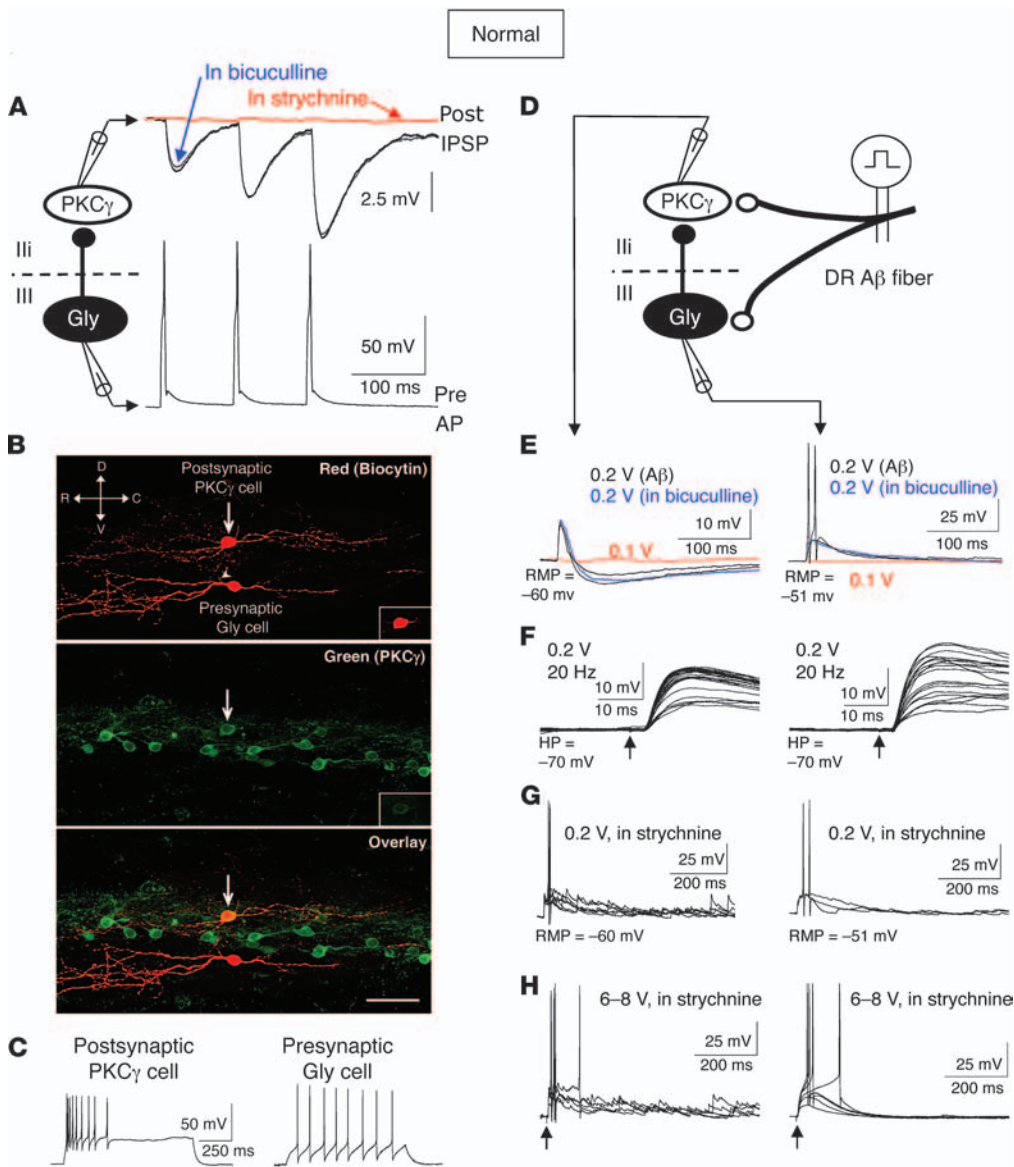 Normal
A
In bicuculline
In strychnine
Post
IPSP
2.5 mV
PKCγ
IIi
III
Gly
50 mV
100 ms
Pre
AP
B
D
R
C
V
Postsynaptic
PKCγ cell
Red (Biocytin)
Presynaptic
Gly cell
Green (PKCγ)
Overlay
C
Postsynaptic
PKCγ cell
50 mV
250 ms
Presynaptic
Gly cell
D
PKCγ
IIi
III
Gly
DR Aβ fiber
E
0.2 V (Aβ)
0.2 V (in bicuculline)
10 mV
100 ms
0.1 V
RMP =
–60 mv
0.2 V (Aβ)
0.2 V (in bicuculline)
25 mV
100 ms
0.1 V
RMP =
–51 mv
F
0.2 V
20 Hz
10 mV
10 ms
HP =
–70 mV
0.2 V
20 Hz
10 mV
10 ms
HP =
–70 mV
G
0.2 V, in strychnine
25 mV
200 ms
RMP = –60 mV
0.2 V, in strychnine
25 mV
200 ms
RMP = –51 mV
H
6–8 V, in strychnine
25 mV
200 ms
6–8 V, in strychnine
25 mV
200 ms